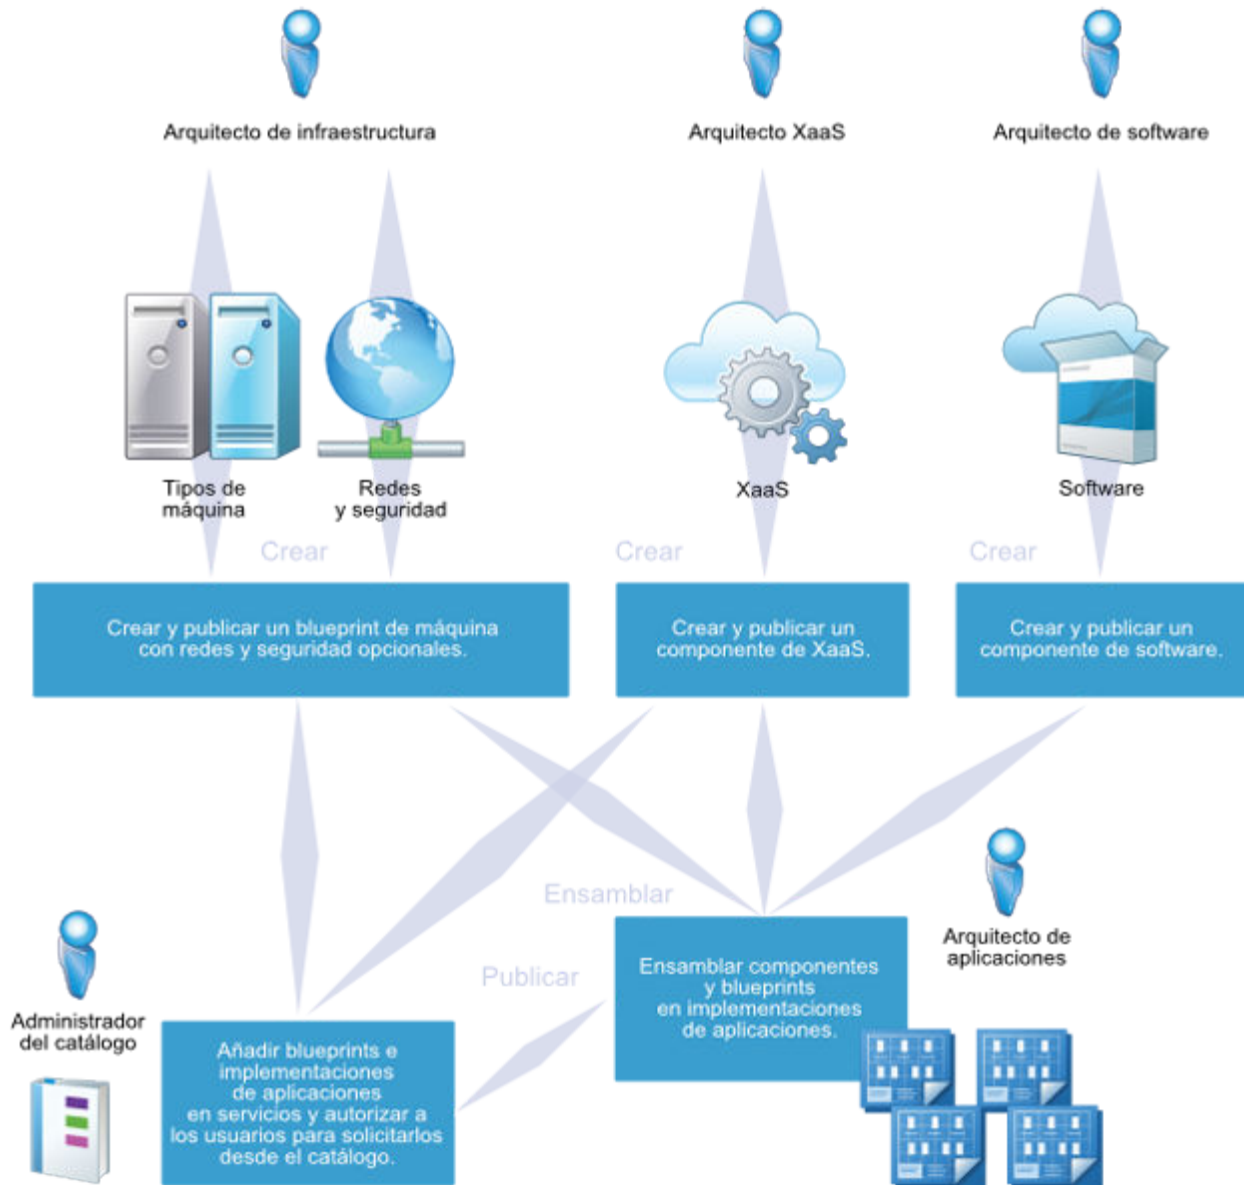 Arquitecto de infraestructura
Arquitecto XaaS
Arquitecto de software
Tipos de
máquina
Redes
y seguridad
XaaS
Software
Crear
Crear
Crear
Crear y publicar un blueprint de máquina
con redes y seguridad opcionales.
Crear y publicar un
componente de XaaS.
Crear y publicar un
componente de software.
Ensamblar
Publicar
Ensamblar componentes
y blueprints
en implementaciones
de aplicaciones.
Arquitecto de
aplicaciones
Administrador
del catálogo
Añadir blueprints e
implementaciones
de aplicaciones
en servicios y autorizar a
los usuarios para solicitarlos
desde el catálogo.